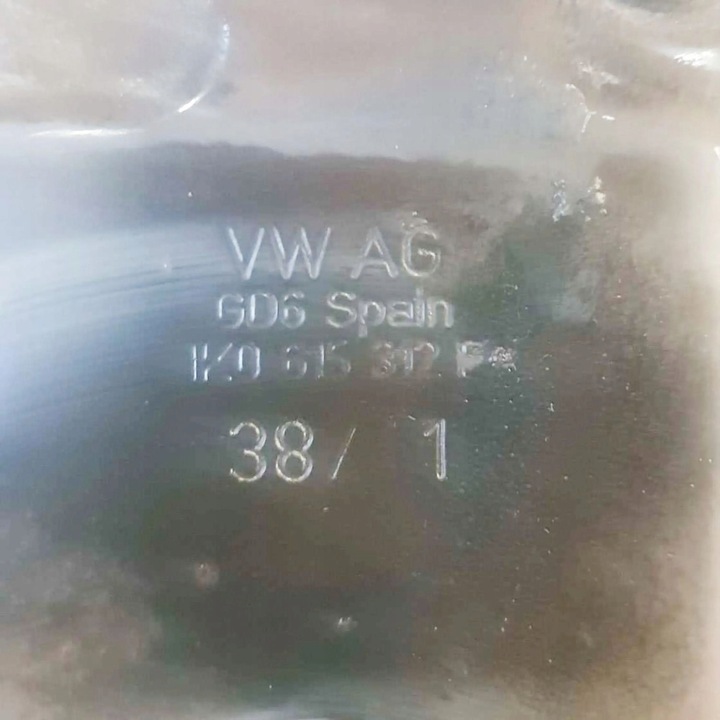 VW AG
GD6 Spain
1K0 615 312 F
38/ 1